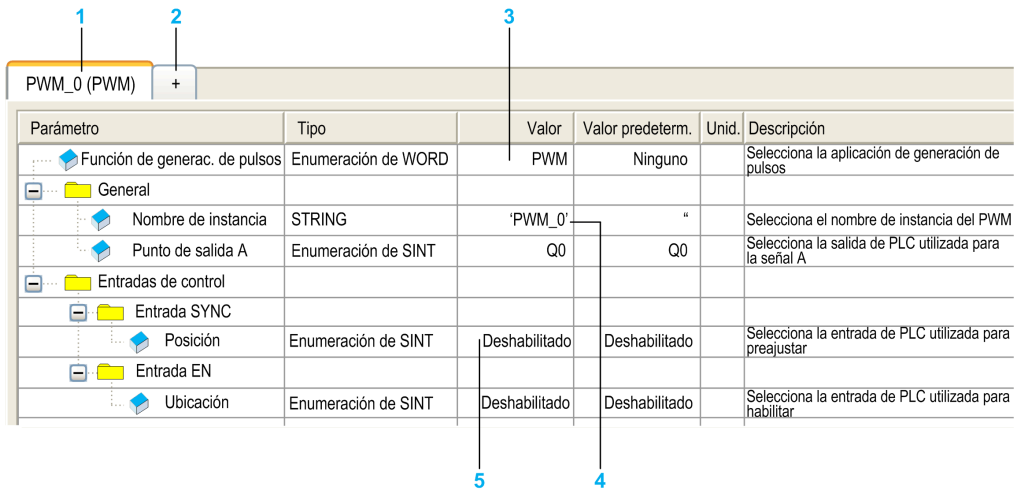 1 2 3
PWM_0 (PWM) +
Parámetro Tipo Valor Valor predeterm. Unid. Descripción
Función de generac. de pulsos Enumeración de WORD PWM Ninguno Selecciona la aplicación de generación de
pulsos
General
Nombre de instancia STRING ‘PWM_0’ “ Selecciona el nombre de instancia del PWM
Punto de salida A Enumeración de SINT Q0 Q0 Selecciona la salida de PLC utilizada para
la señal A
Entradas de control
Entrada SYNC
Posición Enumeración de SINT Deshabilitado Deshabilitado Selecciona la entrada de PLC utilizada para
preajustar
Entrada EN
Ubicación Enumeración de SINT Deshabilitado Deshabilitado Selecciona la entrada de PLC utilizada para
habilitar
5 4